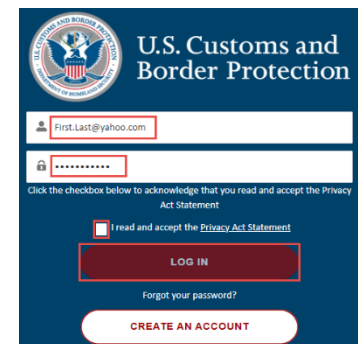 U.S. Customs and
Border Protection
First.Last@yahoo.com
•••••••••••
Click the checkbox below to acknowledge that you read and accept the Privacy
Act Statement
I read and accept the Privacy Act Statement
LOG IN
Forgot your password?
CREATE AN ACCOUNT